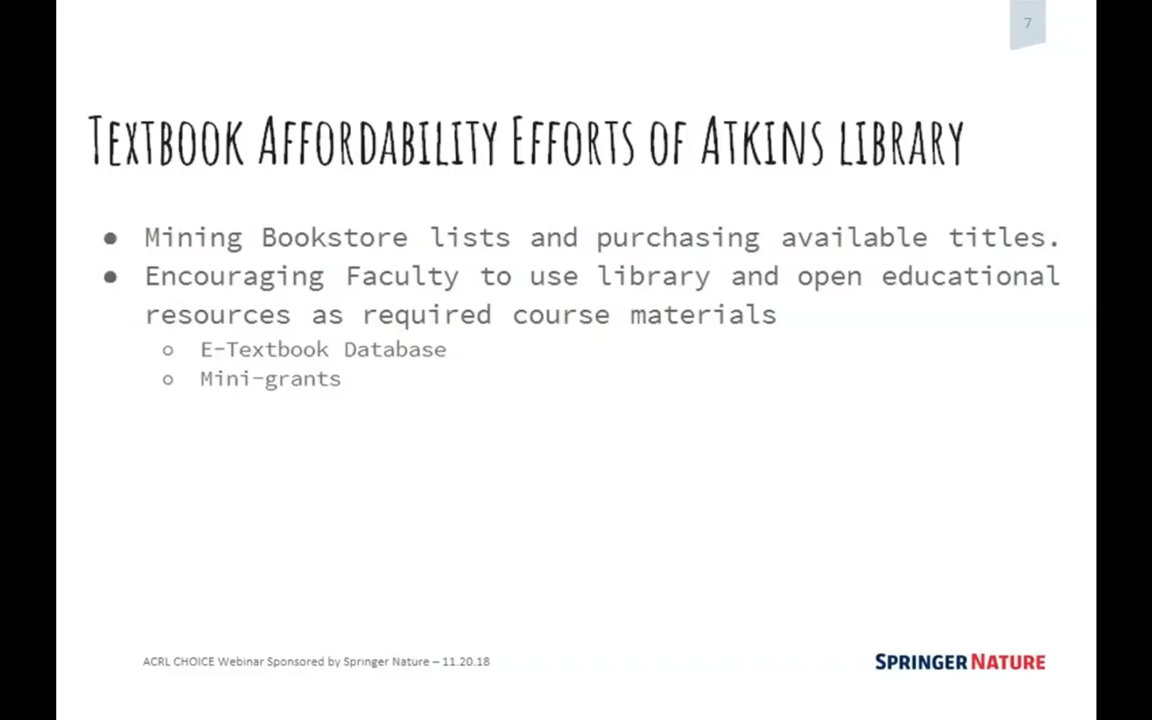 7
Textbook Affordability Efforts of Atkins library
● Mining Bookstore lists and purchasing available titles.
● Encouraging Faculty to use library and open educational
resources as required course materials
○ E-Textbook Database
○ Mini-grants
ACRL CHOICE Webinar Sponsored by Springer Nature – 11.20.18
SPRINGER NATURE